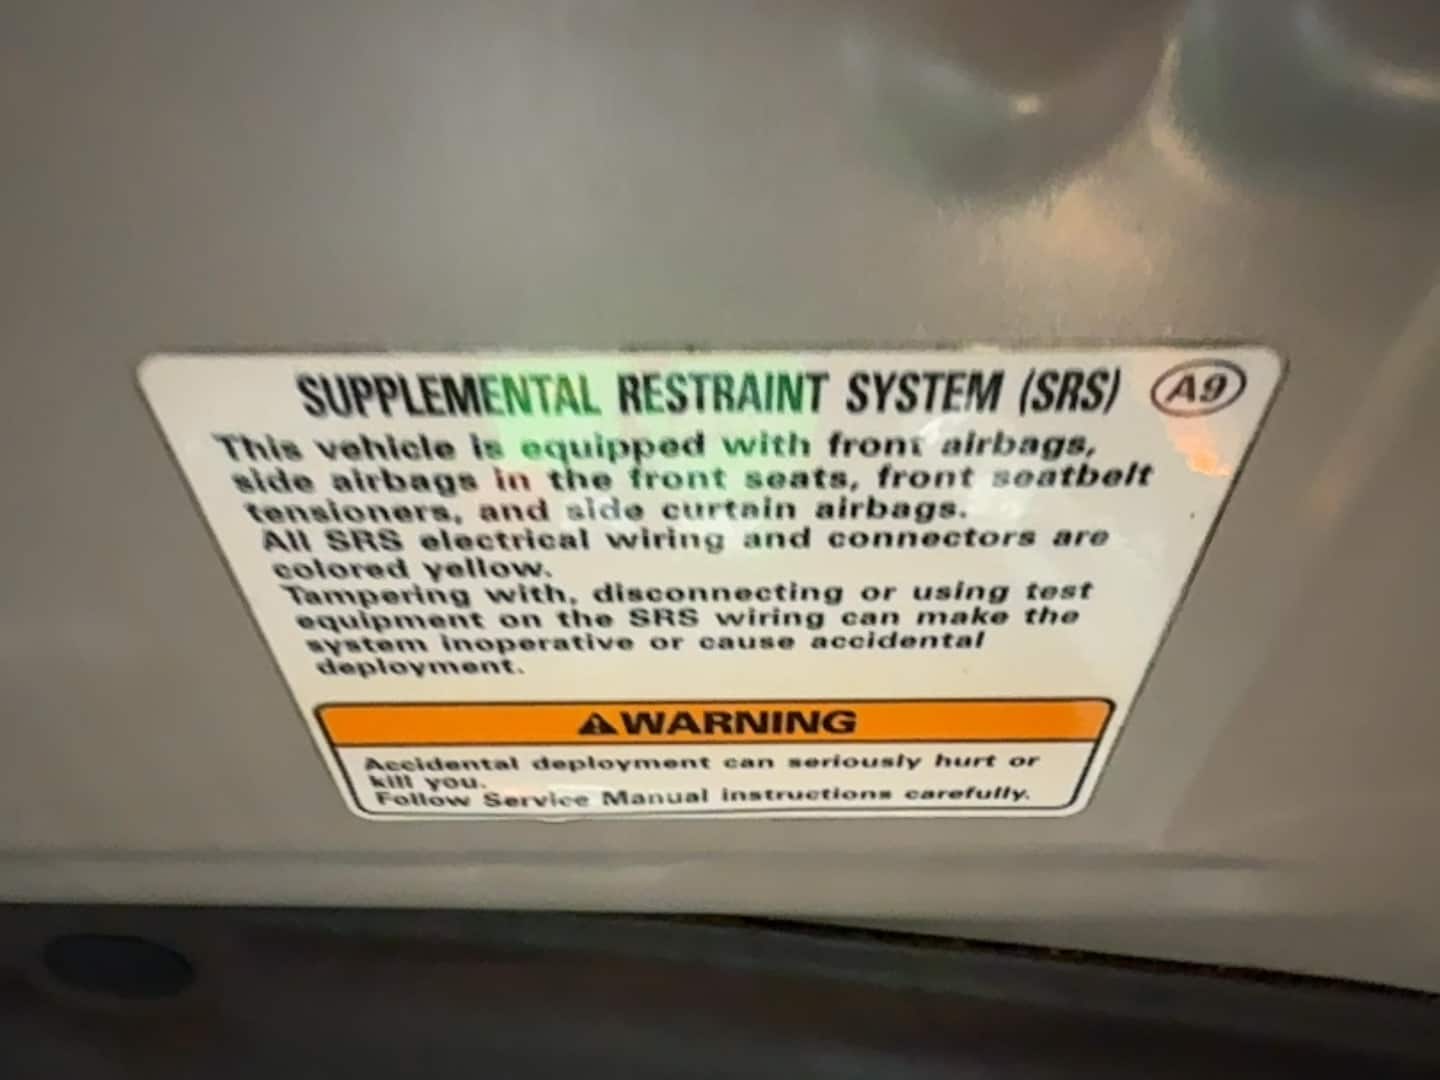 SUPPLEMENTAL RESTRAINT SYSTEM (SRS) A9
This vehicle is equipped with front airbags,
side airbags in the front seats, front seatbelt
tensioners, and side curtain airbags.
All SRS electrical wiring and connectors are
colored yellow.
Tampering with, disconnecting or using test
equipment on the SRS wiring can make the
system inoperative or cause accidental
deployment.
WARNING
Accidental deployment can seriously hurt or
kill you.
Follow Service Manual instructions carefully.